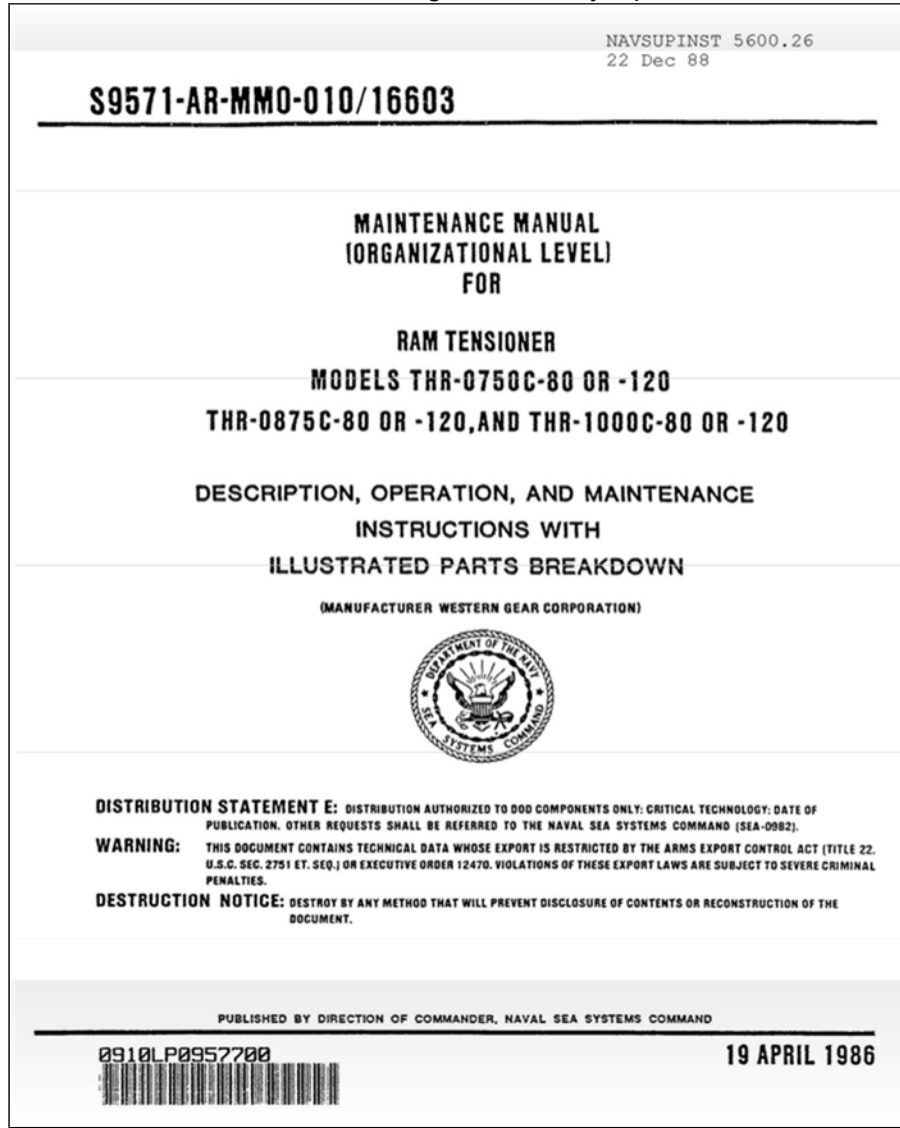 NAVSUPINST 5600.26
22 Dec 88
S9571-AR-MMO-010/16603
MAINTENANCE MANUAL
(ORGANIZATIONAL LEVEL)
FOR
RAM TENSIONER
MODELS THR-0750C-80 OR -120
THR-0875C-80 OR -120,AND THR-1000C-80 OR -120
DESCRIPTION, OPERATION, AND MAINTENANCE
INSTRUCTIONS WITH
ILLUSTRATED PARTS BREAKDOWN
(MANUFACTURER WESTERN GEAR CORPORATION)
DEPARTMENT OF THE NAVY
SEA SYSTEMS COMMAND
DISTRIBUTION STATEMENT E: DISTRIBUTION AUTHORIZED TO DOD COMPONENTS ONLY: CRITICAL TECHNOLOGY: DATE OF
PUBLICATION. OTHER REQUESTS SHALL BE REFERRED TO THE NAVAL SEA SYSTEMS COMMAND (SEA-09B2).
WARNING: THIS DOCUMENT CONTAINS TECHNICAL DATA WHOSE EXPORT IS RESTRICTED BY THE ARMS EXPORT CONTROL ACT (TITLE 22.
U.S.C. SEC. 2751 ET. SEQ.) OR EXECUTIVE ORDER 12470. VIOLATIONS OF THESE EXPORT LAWS ARE SUBJECT TO SEVERE CRIMINAL
PENALTIES.
DESTRUCTION NOTICE: DESTROY BY ANY METHOD THAT WILL PREVENT DISCLOSURE OF CONTENTS OR RECONSTRUCTION OF THE
DOCUMENT.
PUBLISHED BY DIRECTION OF COMMANDER, NAVAL SEA SYSTEMS COMMAND
0910LP0957700
19 APRIL 1986